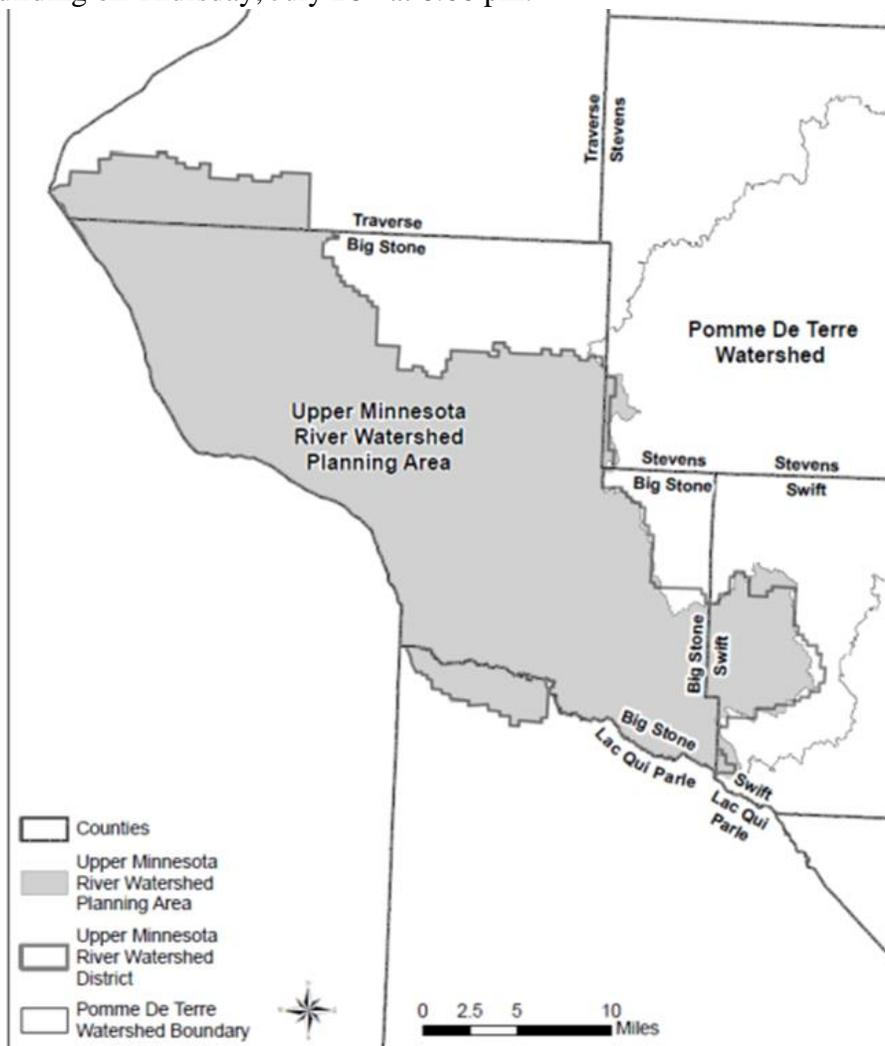 Traverse
Stevens
Traverse
Big Stone
Pomme De Terre
Watershed
Upper Minnesota
River Watershed
Planning Area
Stevens
Big Stone
Stevens
Swift
Big Stone
Swift
Big Stone
Lac Qui Parle
Swift
Lac Qui
Parle
Counties
Upper Minnesota
River Watershed
Planning Area
Upper Minnesota
River Watershed
District
Pomme De Terre
Watershed Boundary
0 2.5 5 10
Miles